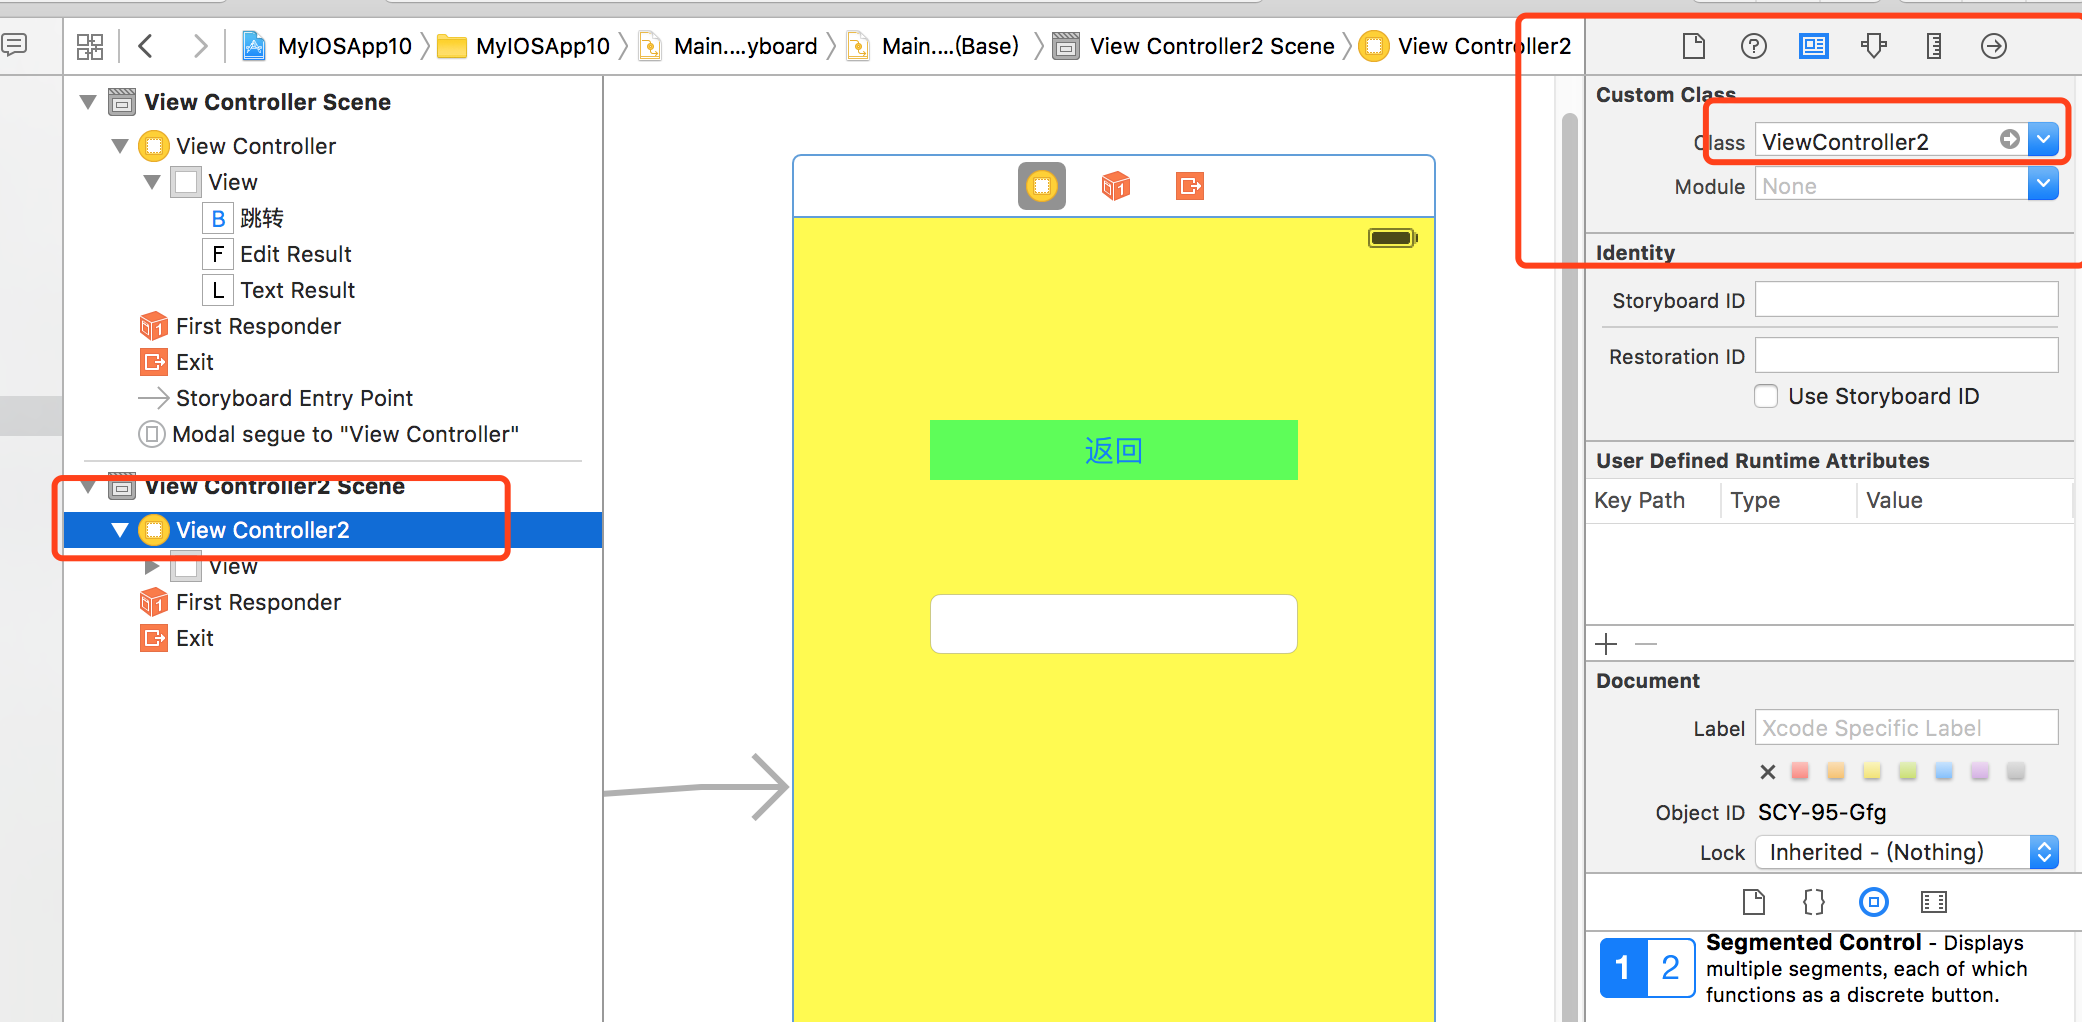 MyIOSApp10 MyIOSApp10 Main....yboard Main....(Base) View Controller2 Scene View Controller2
View Controller Scene
View Controller
View
B 跳转
F Edit Result
L Text Result
First Responder
Exit
Storyboard Entry Point
Modal segue to "View Controller"
View Controller2 Scene
View Controller2
View
First Responder
Exit
返回
Custom Class
Class ViewController2
Module None
Identity
Storyboard ID
Restoration ID
Use Storyboard ID
User Defined Runtime Attributes
Key Path Type Value
Document
Label Xcode Specific Label
Object ID SCY-95-Gfg
Lock Inherited - (Nothing)
1 2
Segmented Control - Displays
multiple segments, each of which
functions as a discrete button.